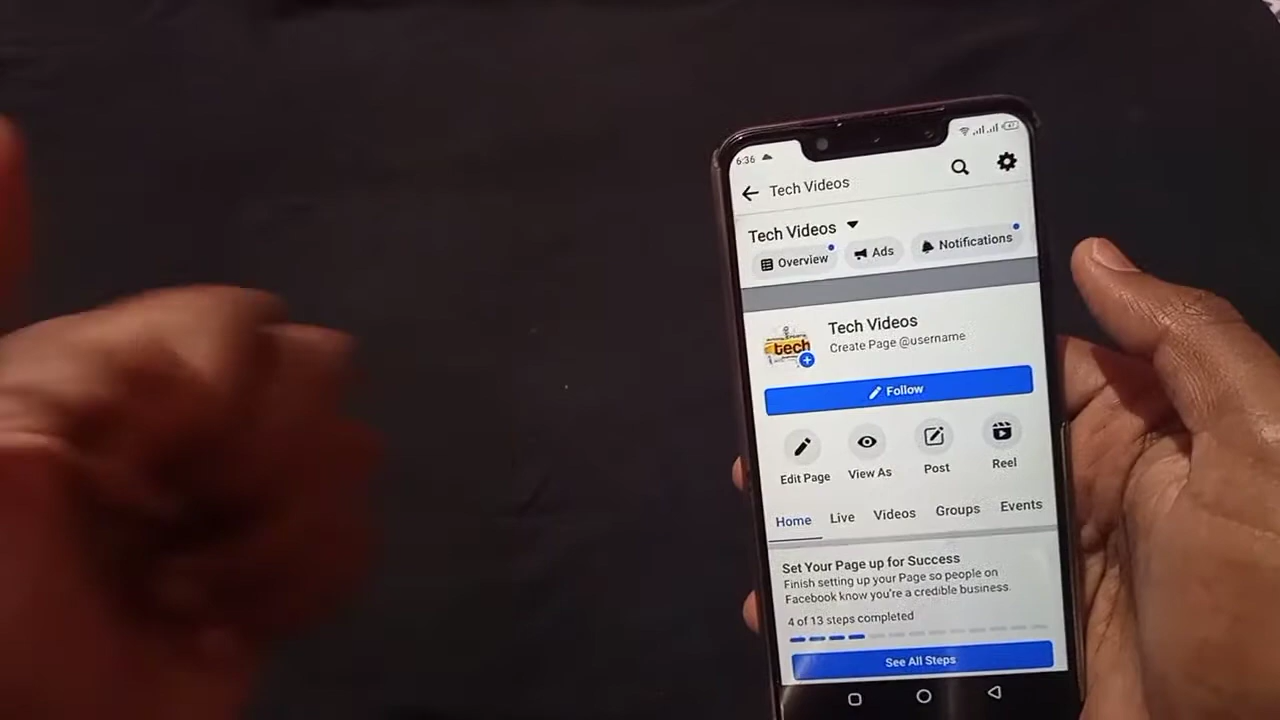 6:36
Tech Videos
Tech Videos
Overview
Ads
Notifications
tech
Tech Videos
Create Page @username
Follow
Edit Page
View As
Post
Reel
Home
Live
Videos
Groups
Events
Set Your Page up for Success
Finish setting up your Page so people on
Facebook know you're a credible business.
4 of 13 steps completed
See All Steps